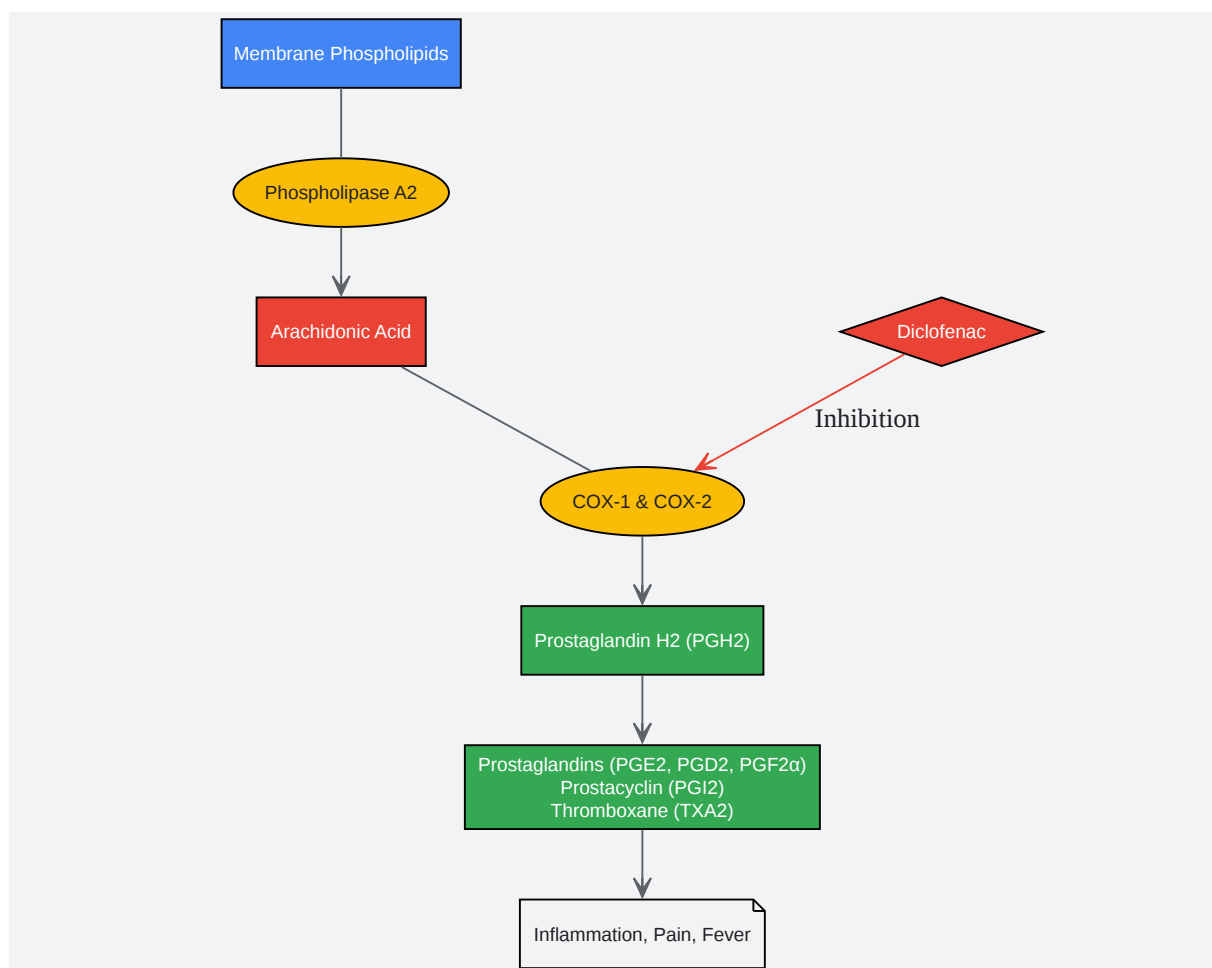 Membrane Phospholipids
Phospholipase A2
Arachidonic Acid
Diclofenac
Inhibition
COX-1 & COX-2
Prostaglandin H2 (PGH2)
Prostaglandins (PGE2, PGD2, PGF2α)
Prostacyclin (PGI2)
Thromboxane (TXA2)
Inflammation, Pain, Fever